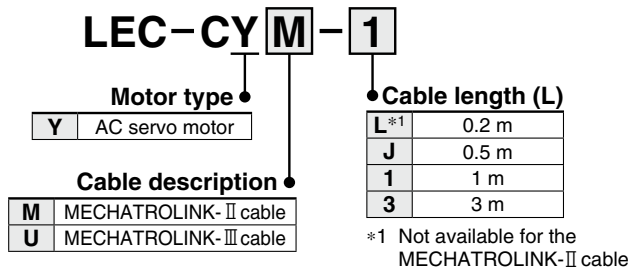 LEC-CYM-1
Motor type
Y AC servo motor
Cable description
M MECHATROLINK-Ⅱ cable
U MECHATROLINK-Ⅲ cable
Cable length (L)
L*1 0.2 m
J 0.5 m
1 1 m
3 3 m
*1 Not available for the
MECHATROLINK-Ⅱ cable